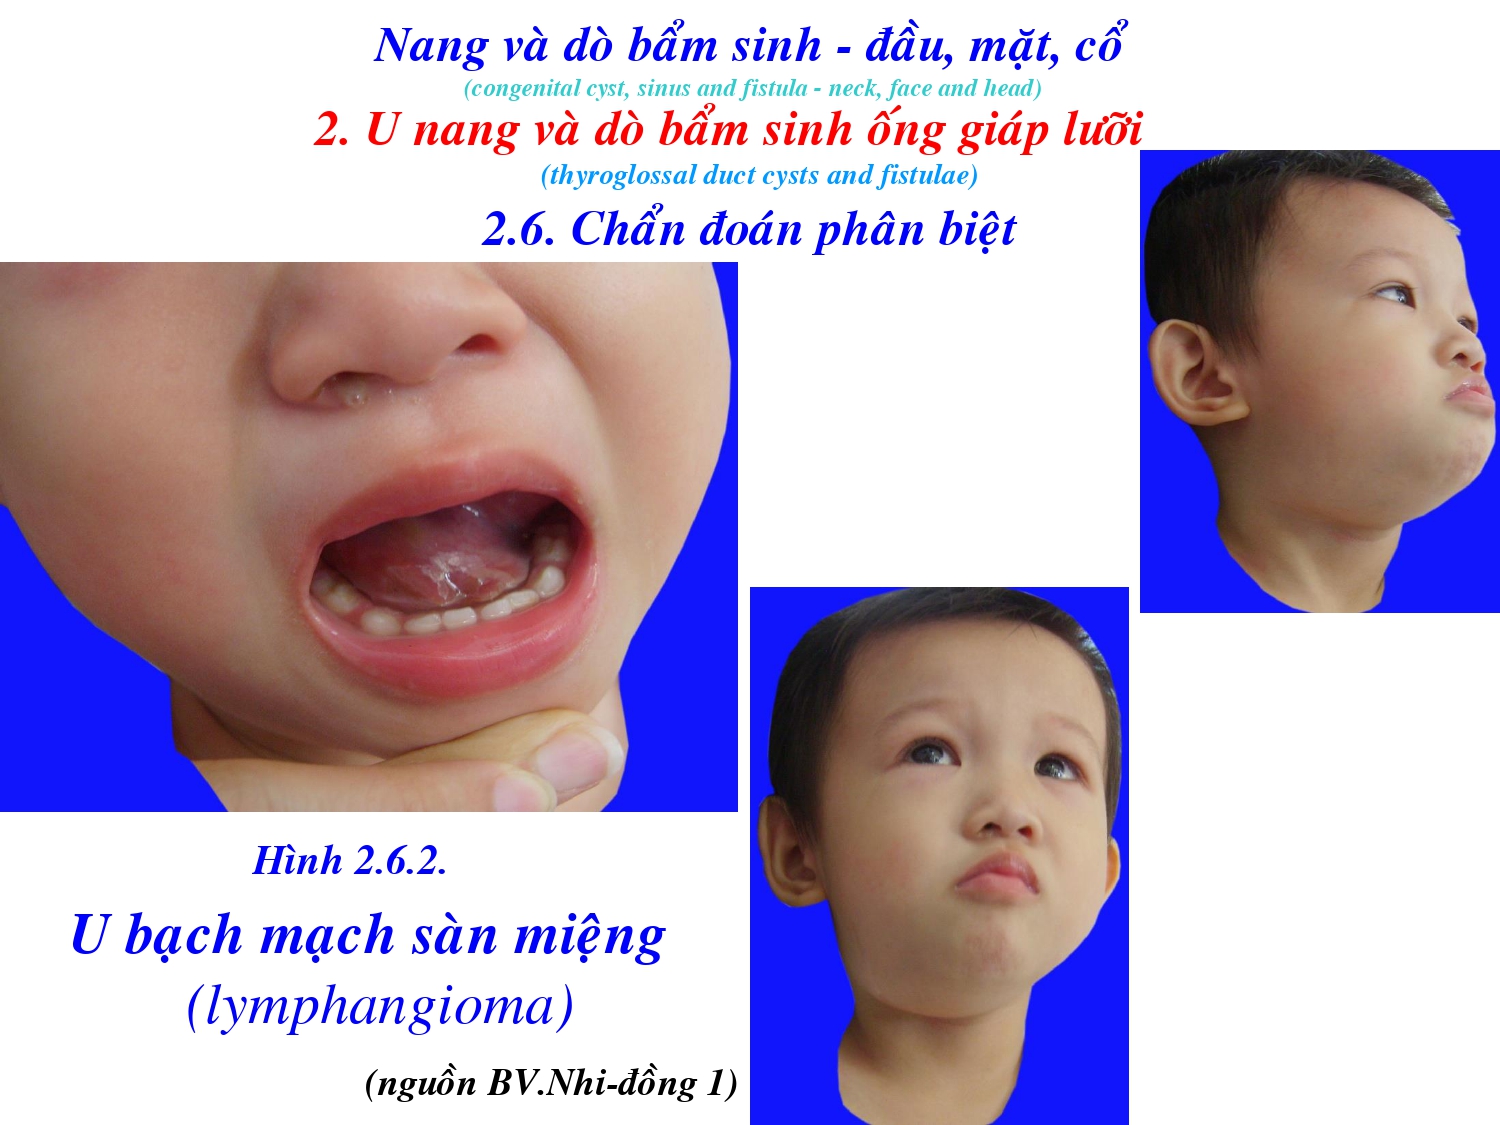 Nang và dò bẩm sinh - đầu, mặt, cổ
(congenital cyst, sinus and fistula - neck, face and head)
2. U nang và dò bẩm sinh ống giáp lưỡi
(thyroglossal duct cysts and fistulae)
2.6. Chẩn đoán phân biệt
Hình 2.6.2.
U bạch mạch sàn miệng
(lymphangioma)
(nguồn BV.Nhi-đồng 1)